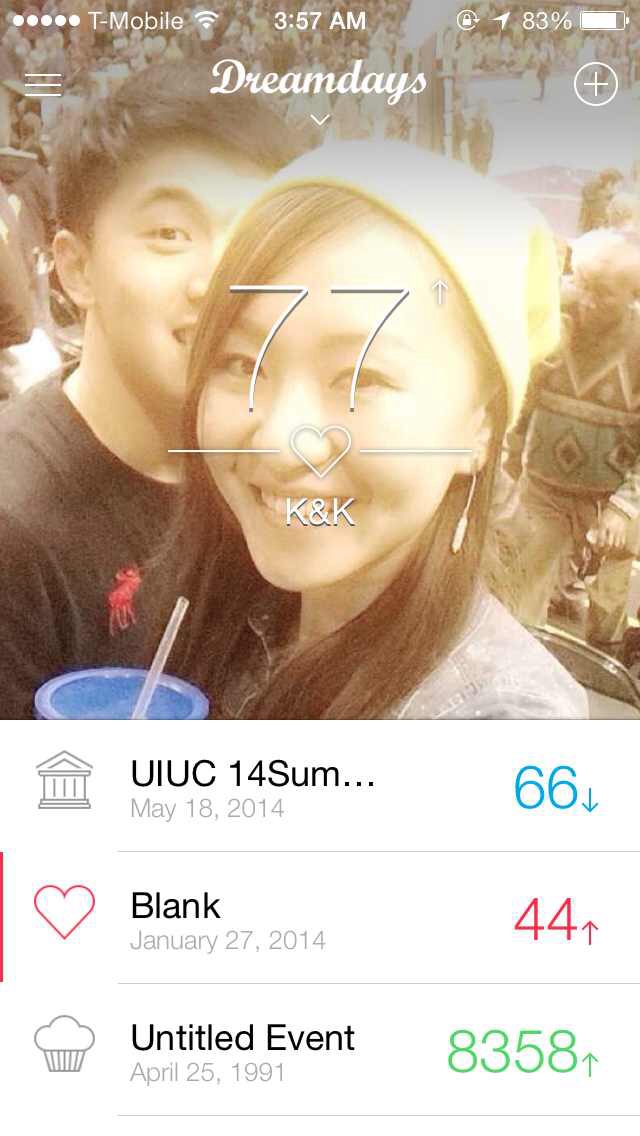 T-Mobile 3:57 AM 83%
Dreamdays
77
K&K
UIUC 14Sum...
May 18, 2014
66
Blank
January 27, 2014
44
Untitled Event
April 25, 1991
8358